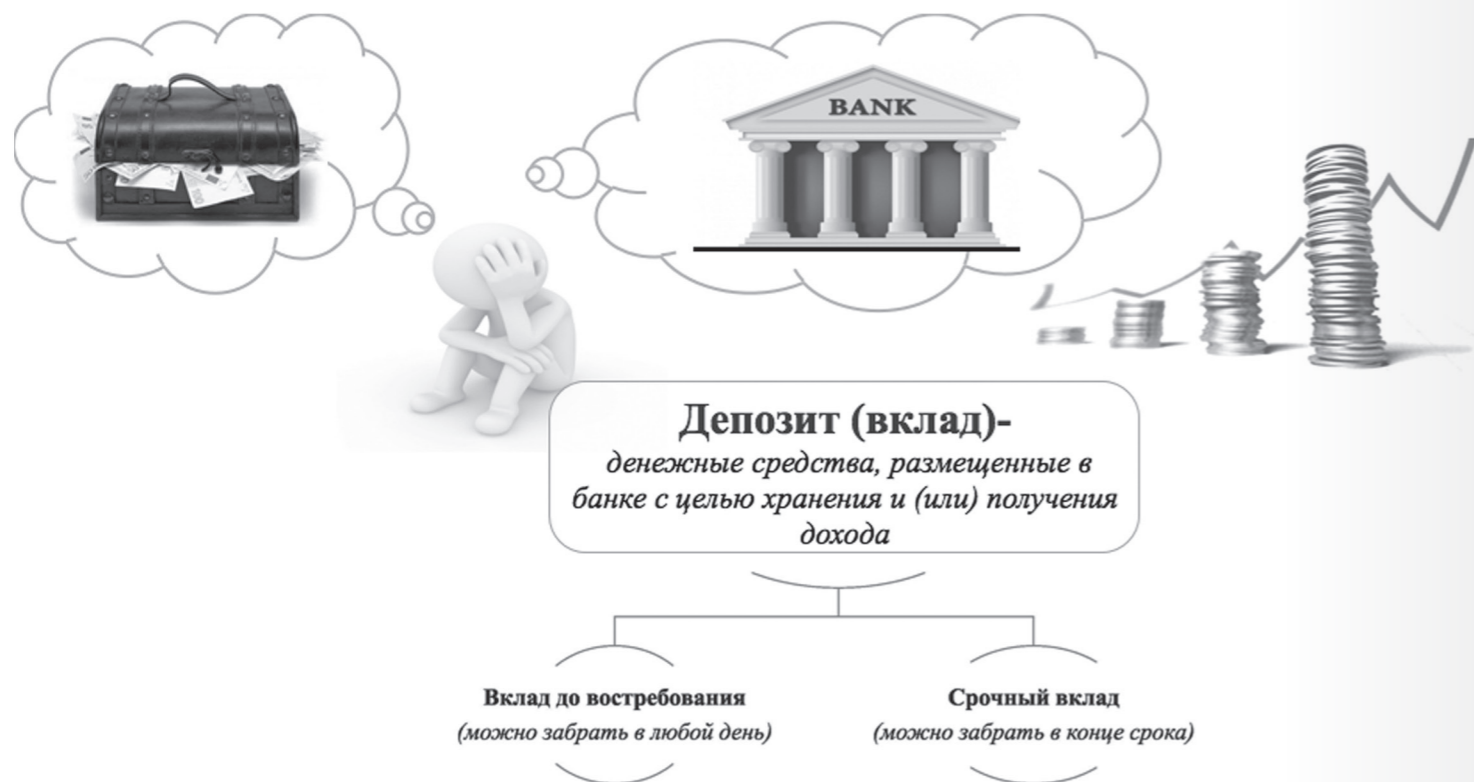 BANK
Депозит (вклад)-
денежные средства, размещенные в
банке с целью хранения и (или) получения
дохода
Вклад до востребования
(можно забрать в любой день)
Срочный вклад
(можно забрать в конце срока)